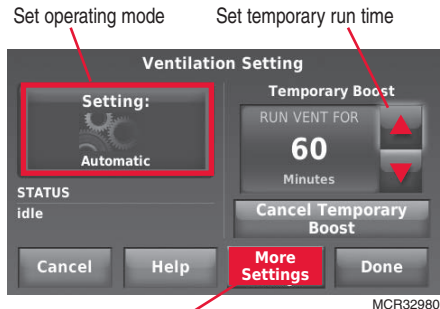 Set operating mode
Set temporary run time
Ventilation Setting
Setting:
Automatic
STATUS
idle
Temporary Boost
RUN VENT FOR
60
Minutes
Cancel Temporary
Boost
Cancel
Help
More
Settings
Done
MCR32980